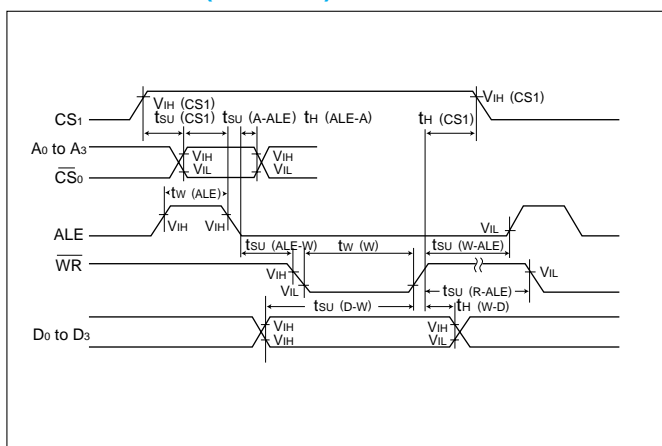 VIH (CS1)
VIH (CS1)
CS1
tSU (CS1)
tSU (A-ALE)
tH (ALE-A)
tH (CS1)
A0 to A3
VIH
VIH
CS0
VIL
VIL
tW (ALE)
ALE
VIH
VIH
VIL
tSU (ALE-W)
tW (W)
tSU (W-ALE)
WR
VIH
VIL
VIL
tSU (R-ALE)
tSU (D-W)
tH (W-D)
D0 to D3
VIH
VIH
VIH
VIL